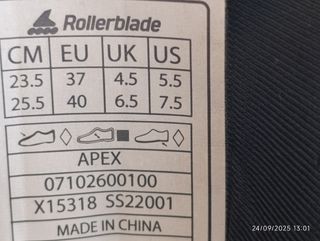 Rollerblade
CM EU UK US
23.5 37 4.5 5.5
25.5 40 6.5 7.5
APEX
07102600100
X15318 SS22001
MADE IN CHINA
24/09/2025 13:01